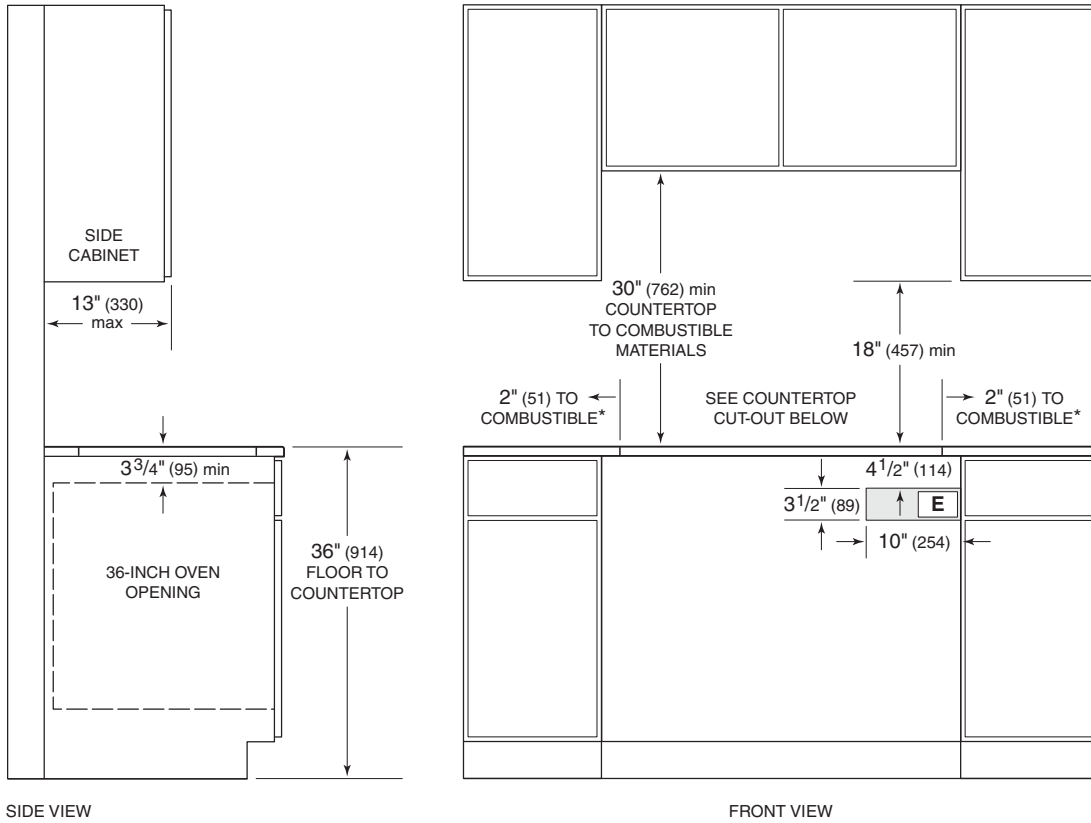 SIDE
CABINET
13" (330)
max
3 3/4" (95) min
36-INCH OVEN
OPENING
36" (914)
FLOOR TO
COUNTERTOP
SIDE VIEW
30" (762) min
COUNTERTOP
TO COMBUSTIBLE
MATERIALS
18" (457) min
2" (51) TO
COMBUSTIBLE*
SEE COUNTERTOP
CUT-OUT BELOW
2" (51) TO
COMBUSTIBLE*
4 1/2" (114)
3 1/2" (89)
E
10" (254)
FRONT VIEW